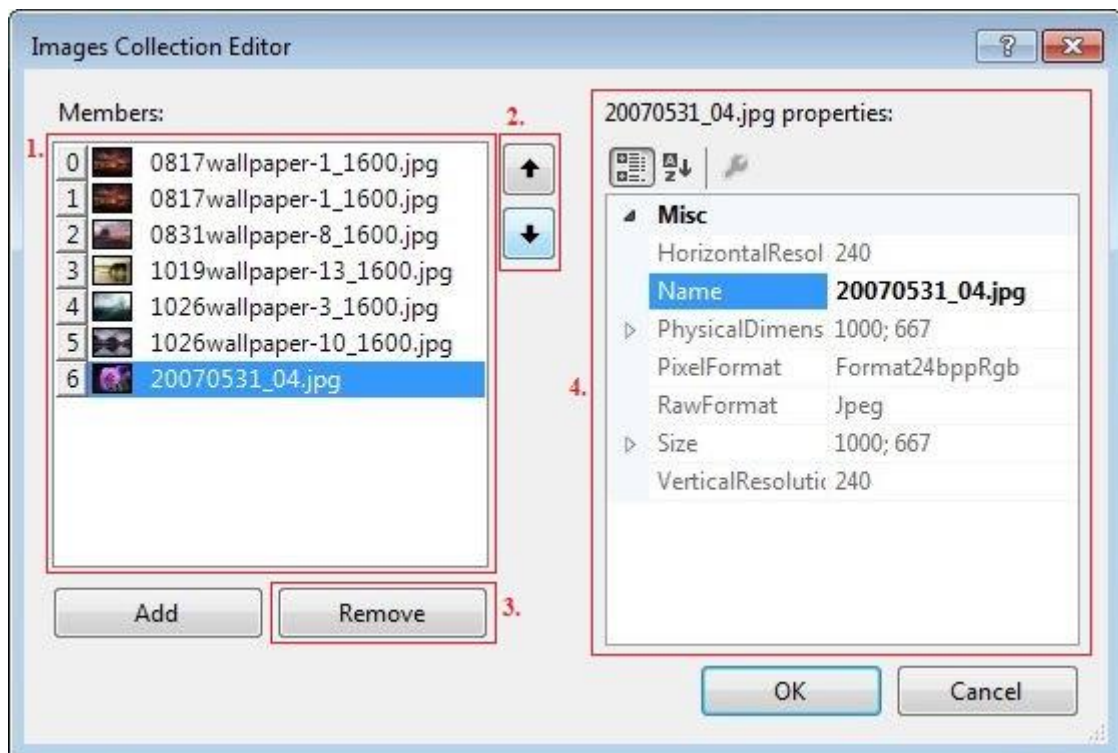 Images Collection Editor
Members:
1.
0 0817wallpaper-1_1600.jpg
1 0817wallpaper-1_1600.jpg
2 0831wallpaper-8_1600.jpg
3 1019wallpaper-13_1600.jpg
4 1026wallpaper-3_1600.jpg
5 1026wallpaper-10_1600.jpg
6 20070531_04.jpg
2.
Add
Remove
3.
4.
20070531_04.jpg properties:
Misc
HorizontalResol 240
Name 20070531_04.jpg
PhysicalDimens 1000; 667
PixelFormat Format24bppRgb
RawFormat Jpeg
Size 1000; 667
VerticalResolutic 240
OK
Cancel